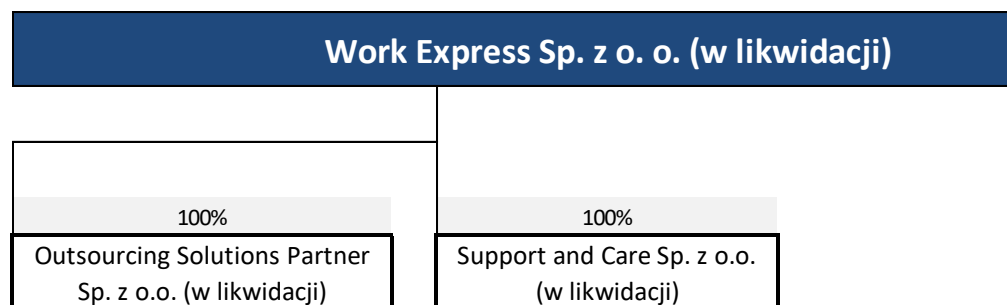 Work Express Sp. z o. o. (w likwidacji)
100%
100%
Outsourcing Solutions Partner
Sp. z o.o. (w likwidacji)
Support and Care Sp. z o.o.
(w likwidacji)